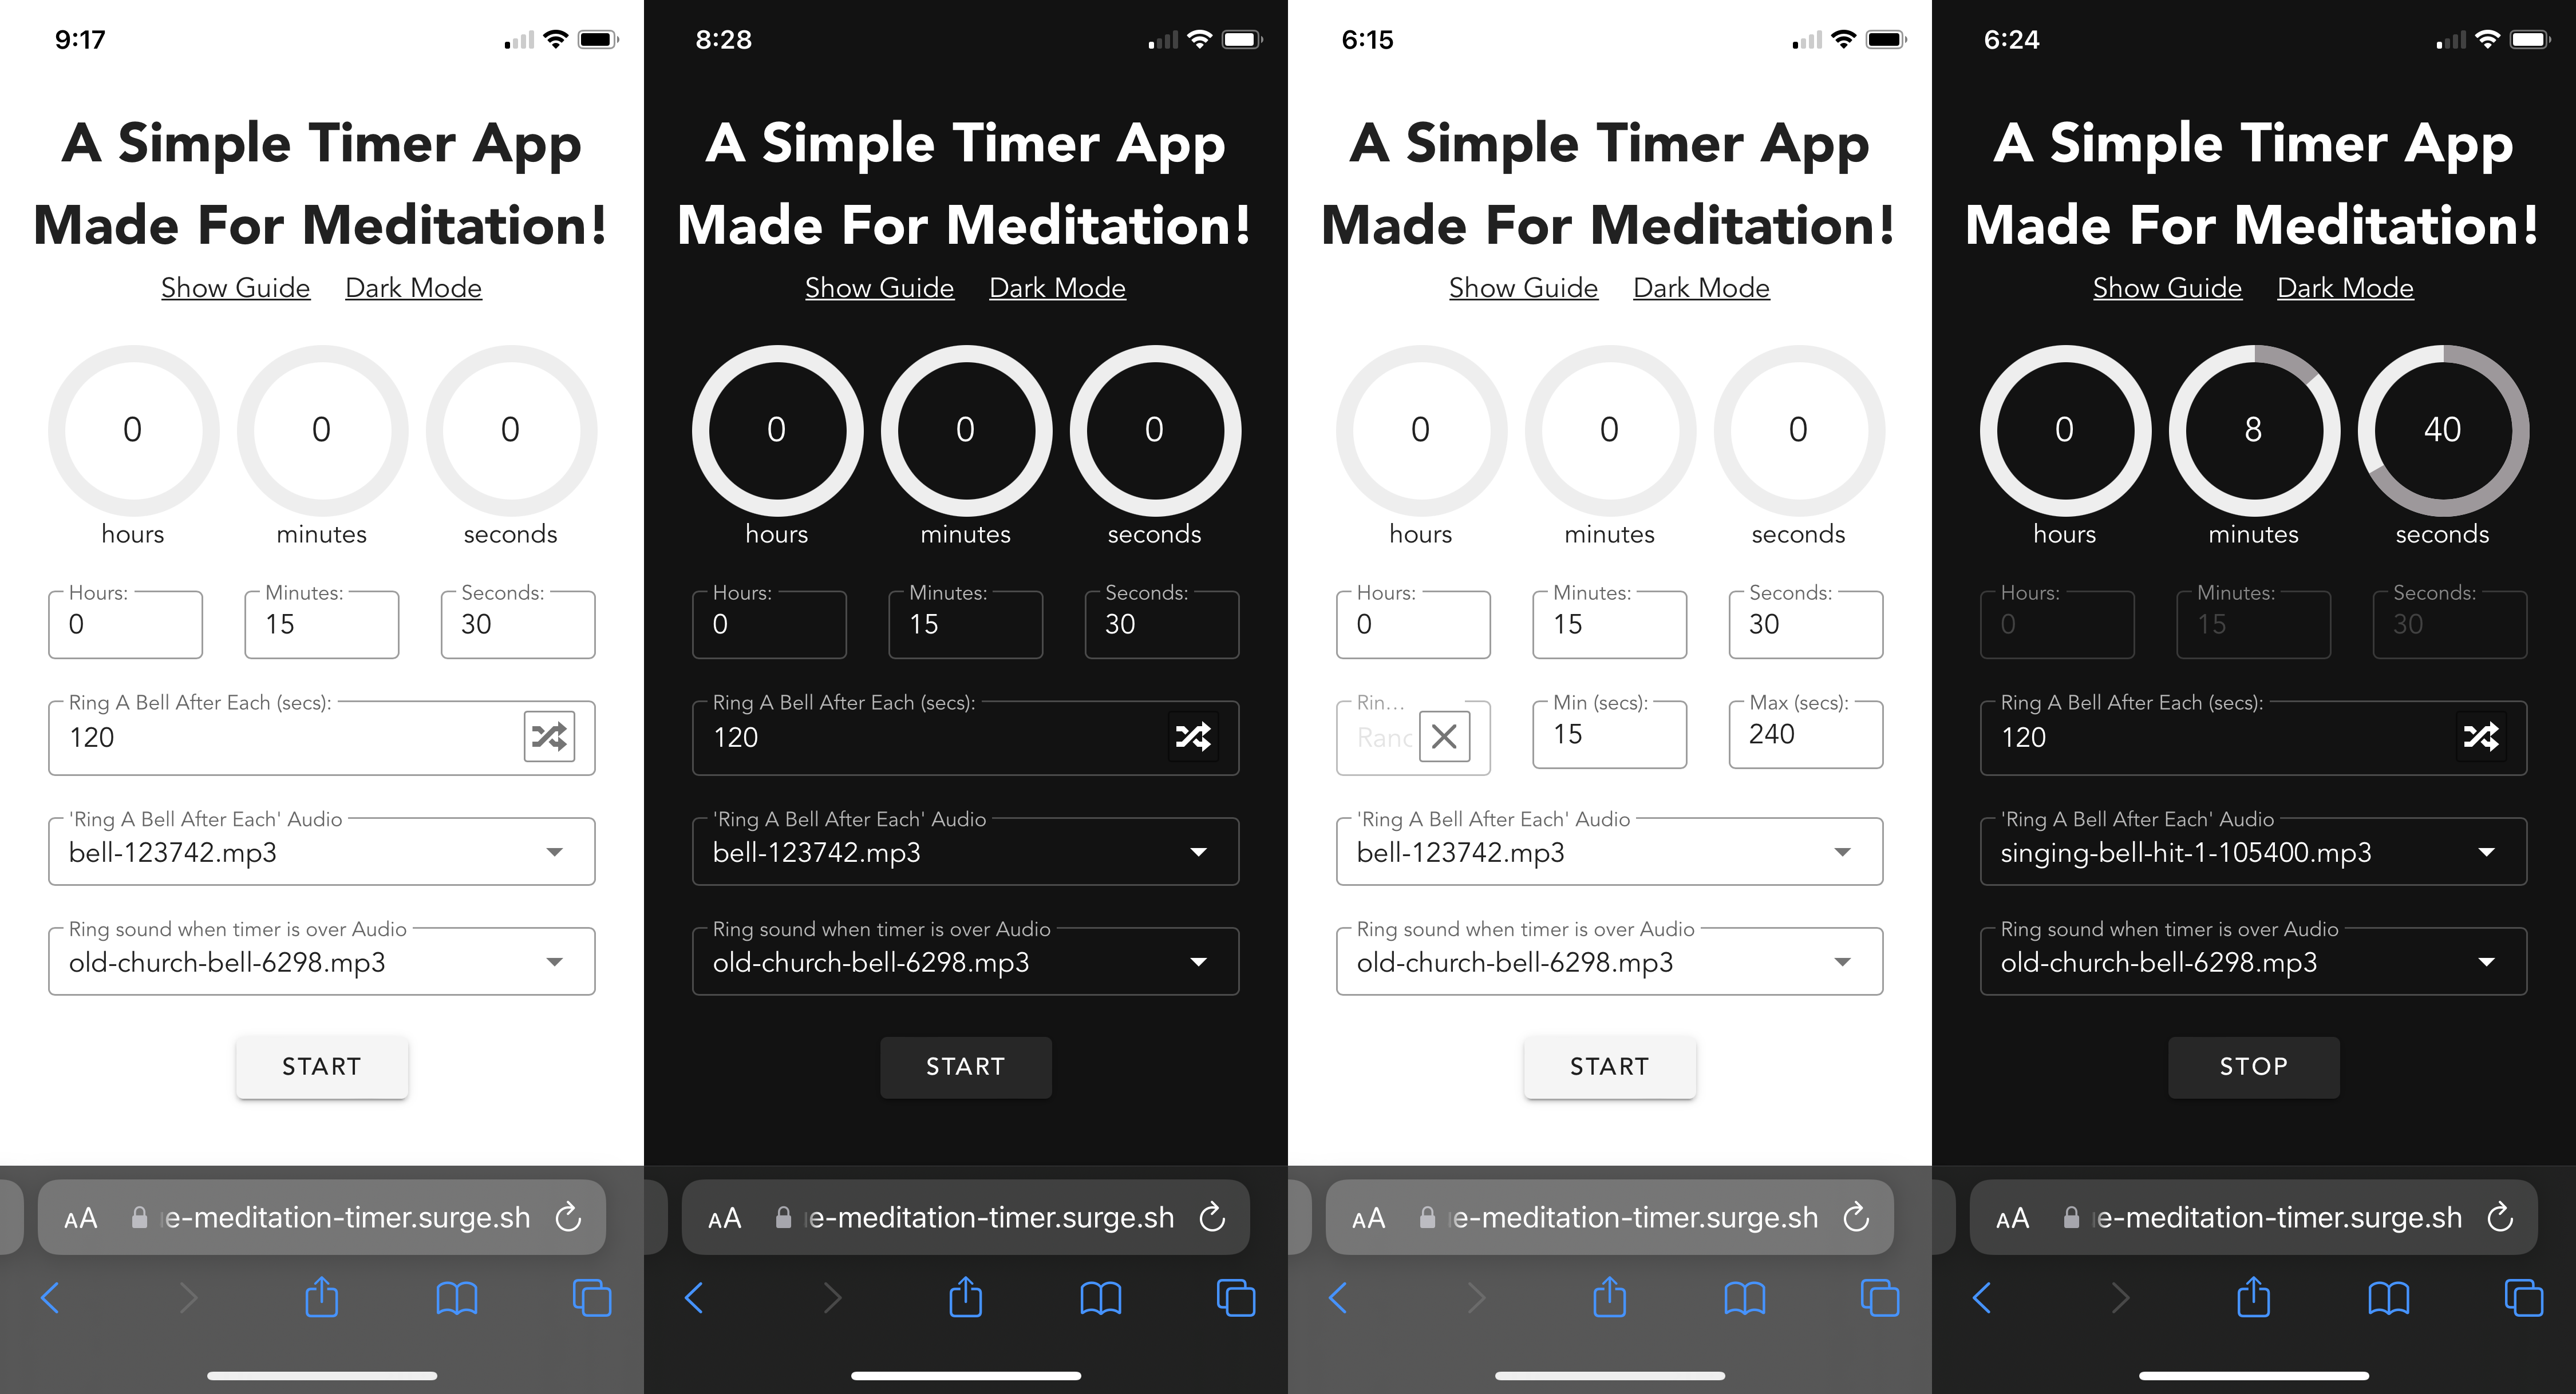 9:17
A Simple Timer App
Made For Meditation!
Show Guide Dark Mode
0 0 0
hours minutes seconds
Hours: Minutes: Seconds:
0 15 30
Ring A Bell After Each (secs):
120
'Ring A Bell After Each' Audio
bell-123742.mp3
Ring sound when timer is over Audio
old-church-bell-6298.mp3
START
AA e-meditation-timer.surge.sh
8:28
A Simple Timer App
Made For Meditation!
Show Guide Dark Mode
0 0 0
hours minutes seconds
Hours: Minutes: Seconds:
0 15 30
Ring A Bell After Each (secs):
120
'Ring A Bell After Each' Audio
bell-123742.mp3
Ring sound when timer is over Audio
old-church-bell-6298.mp3
START
AA e-meditation-timer.surge.sh
6:15
A Simple Timer App
Made For Meditation!
Show Guide Dark Mode
0 0 0
hours minutes seconds
Hours: Minutes: Seconds:
0 15 30
Rin... Min (secs): Max (secs):
Ranc 15 240
'Ring A Bell After Each' Audio
bell-123742.mp3
Ring sound when timer is over Audio
old-church-bell-6298.mp3
START
AA e-meditation-timer.surge.sh
6:24
A Simple Timer App
Made For Meditation!
Show Guide Dark Mode
0 8 40
hours minutes seconds
Hours: Minutes: Seconds:
0 15 30
Ring A Bell After Each (secs):
120
'Ring A Bell After Each' Audio
singing-bell-hit-1-105400.mp3
Ring sound when timer is over Audio
old-church-bell-6298.mp3
STOP
AA e-meditation-timer.surge.sh